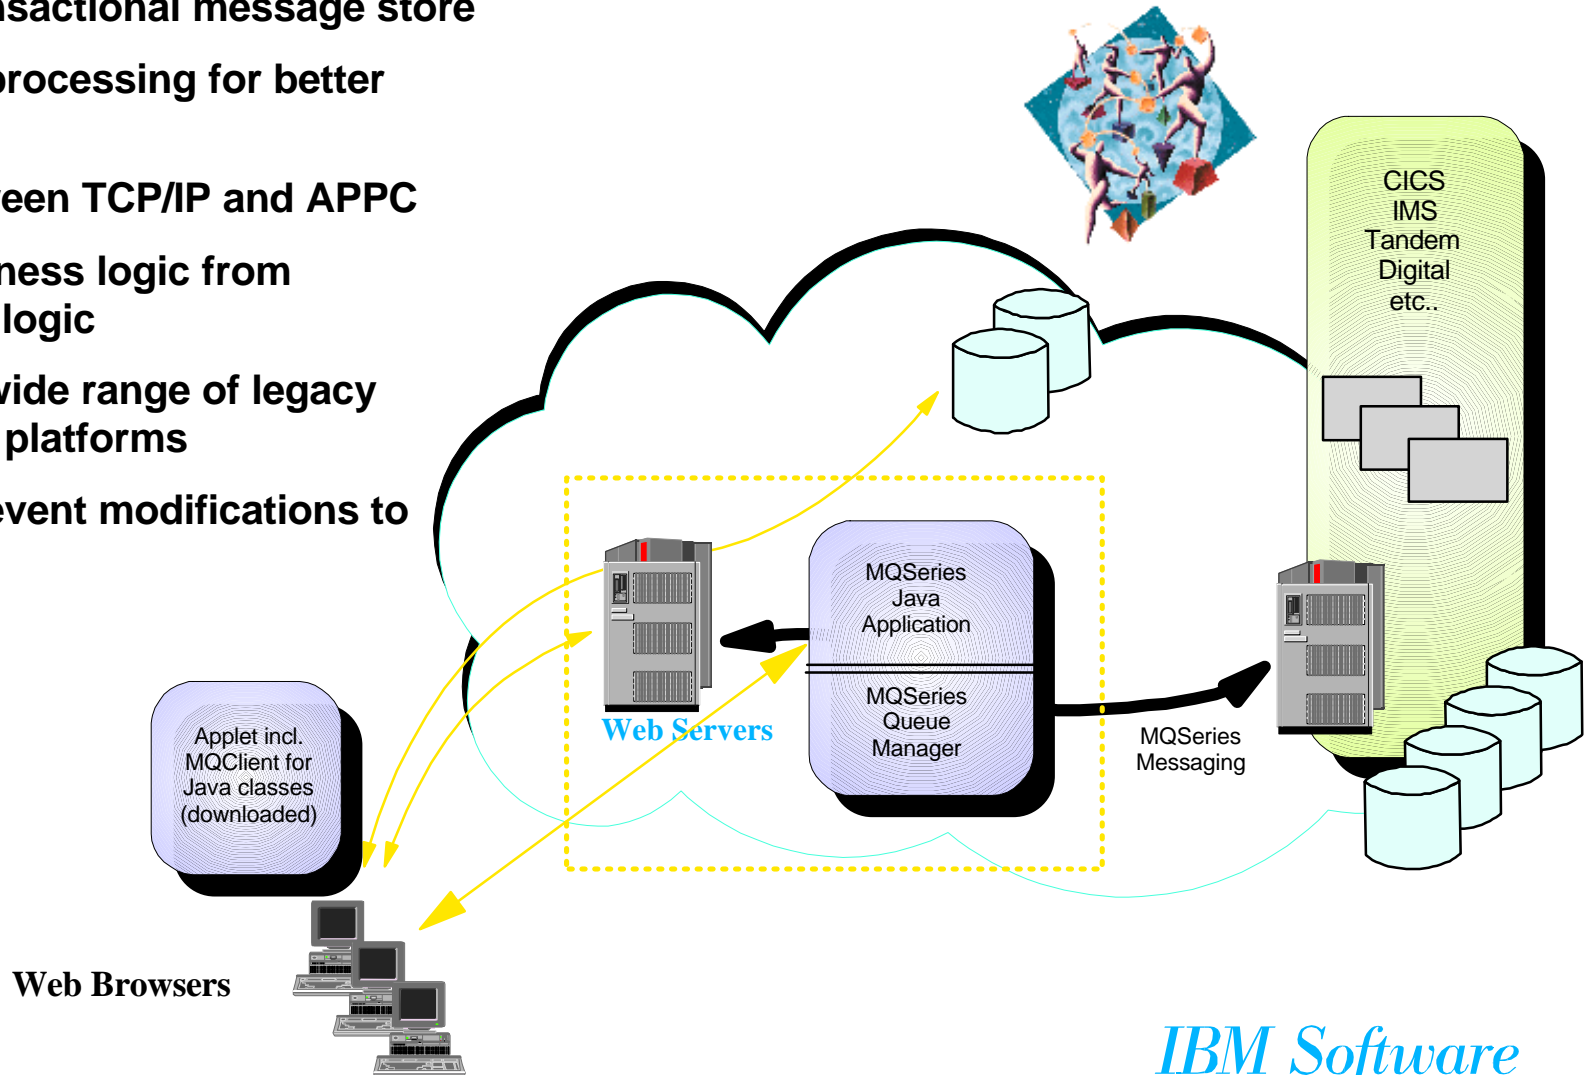 nsactional message store
processing for better
ween TCP/IP and APPC
ness logic from
logic
wide range of legacy
platforms
event modifications to
CICS
IMS
Tandem
Digital
etc..
MQSeries
Java
Application
MQSeries
Queue
Manager
Web Servers
MQSeries
Messaging
Applet incl.
MQClient for
Java classes
(downloaded)
Web Browsers
IBM Software